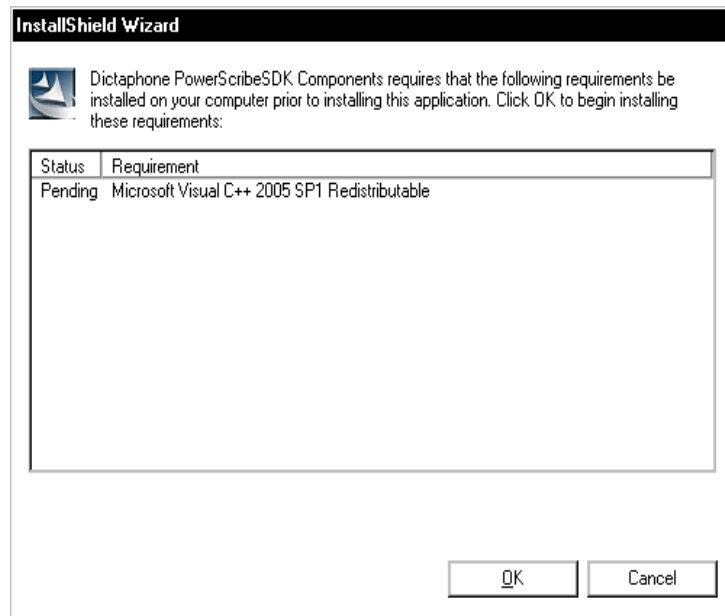 InstallShield Wizard
Dictaphone PowerScribeSDK Components requires that the following requirements be
installed on your computer prior to installing this application. Click OK to begin installing
these requirements:
Status Requirement
Pending Microsoft Visual C++ 2005 SP1 Redistributable
OK Cancel